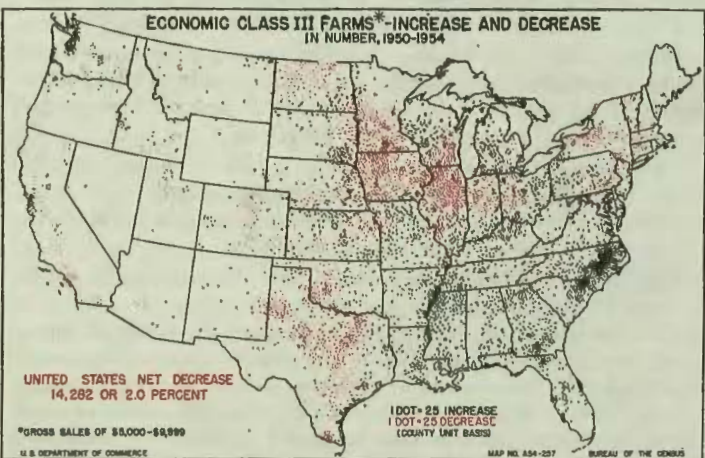 ECONOMIC CLASS III FARMS*-INCREASE AND DECREASE
IN NUMBER, 1950-1954
UNITED STATES NET DECREASE
14,262 OR 2.0 PERCENT
*GROSS SALES OF $5,000-$9,999
1 DOT=25 INCREASE
1 DOT=25 DECREASE
(COUNTY UNIT BASIS)
U.S. DEPARTMENT OF COMMERCE
MAP NO. A54-257
BUREAU OF THE CENSUS